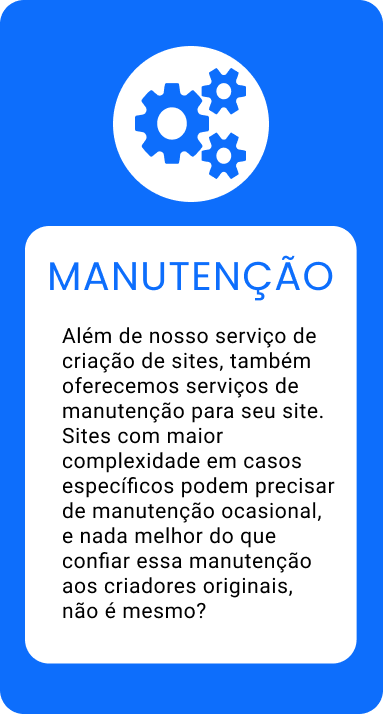 MANUTENÇÃO
Além de nosso serviço de
criação de sites, também
oferecemos serviços de
manutenção para seu site.
Sites com maior
complexidade em casos
específicos podem precisar
de manutenção ocasional,
e nada melhor do que
confiar essa manutenção
aos criadores originais,
não é mesmo?